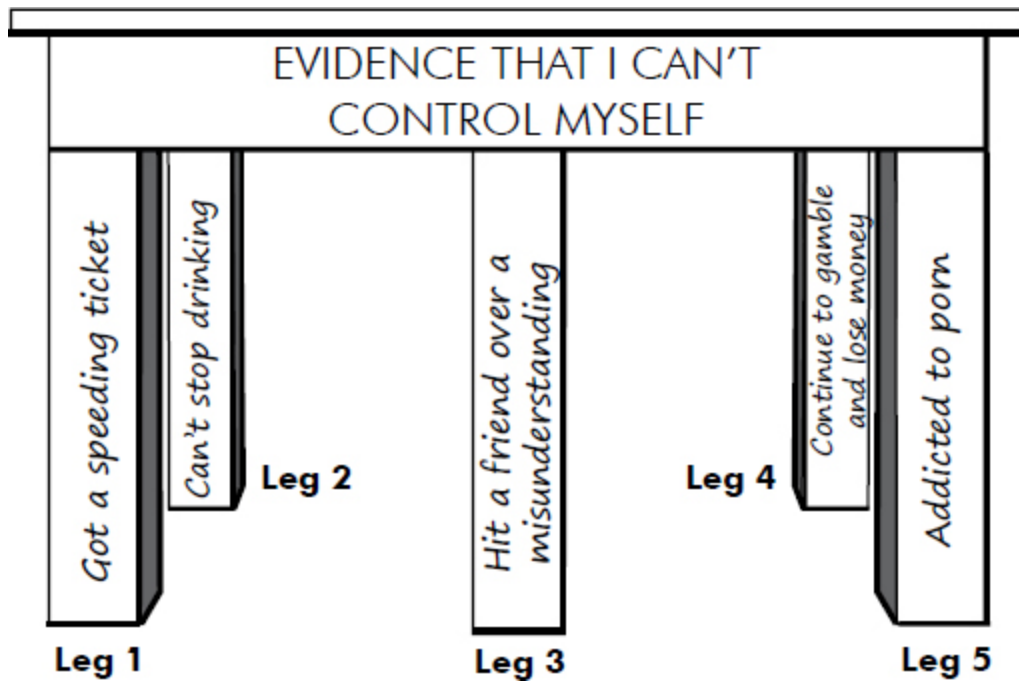 EVIDENCE THAT I CAN'T
CONTROL MYSELF
Got a speeding ticket
Leg 1
Can't stop drinking
Leg 2
Hit a friend over a
misunderstanding
Leg 3
Continue to gamble
and lose money
Leg 4
Addicted to porn
Leg 5